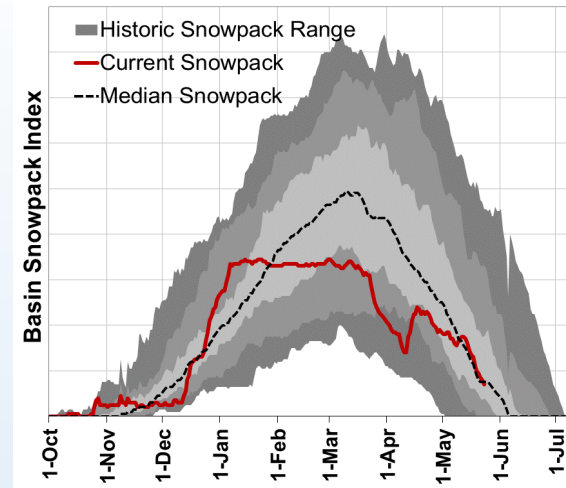 Historic Snowpack Range
Current Snowpack
Median Snowpack
Basin Snowpack Index
1-Oct
1-Nov
1-Dec
1-Jan
1-Feb
1-Mar
1-Apr
1-May
1-Jun
1-Jul